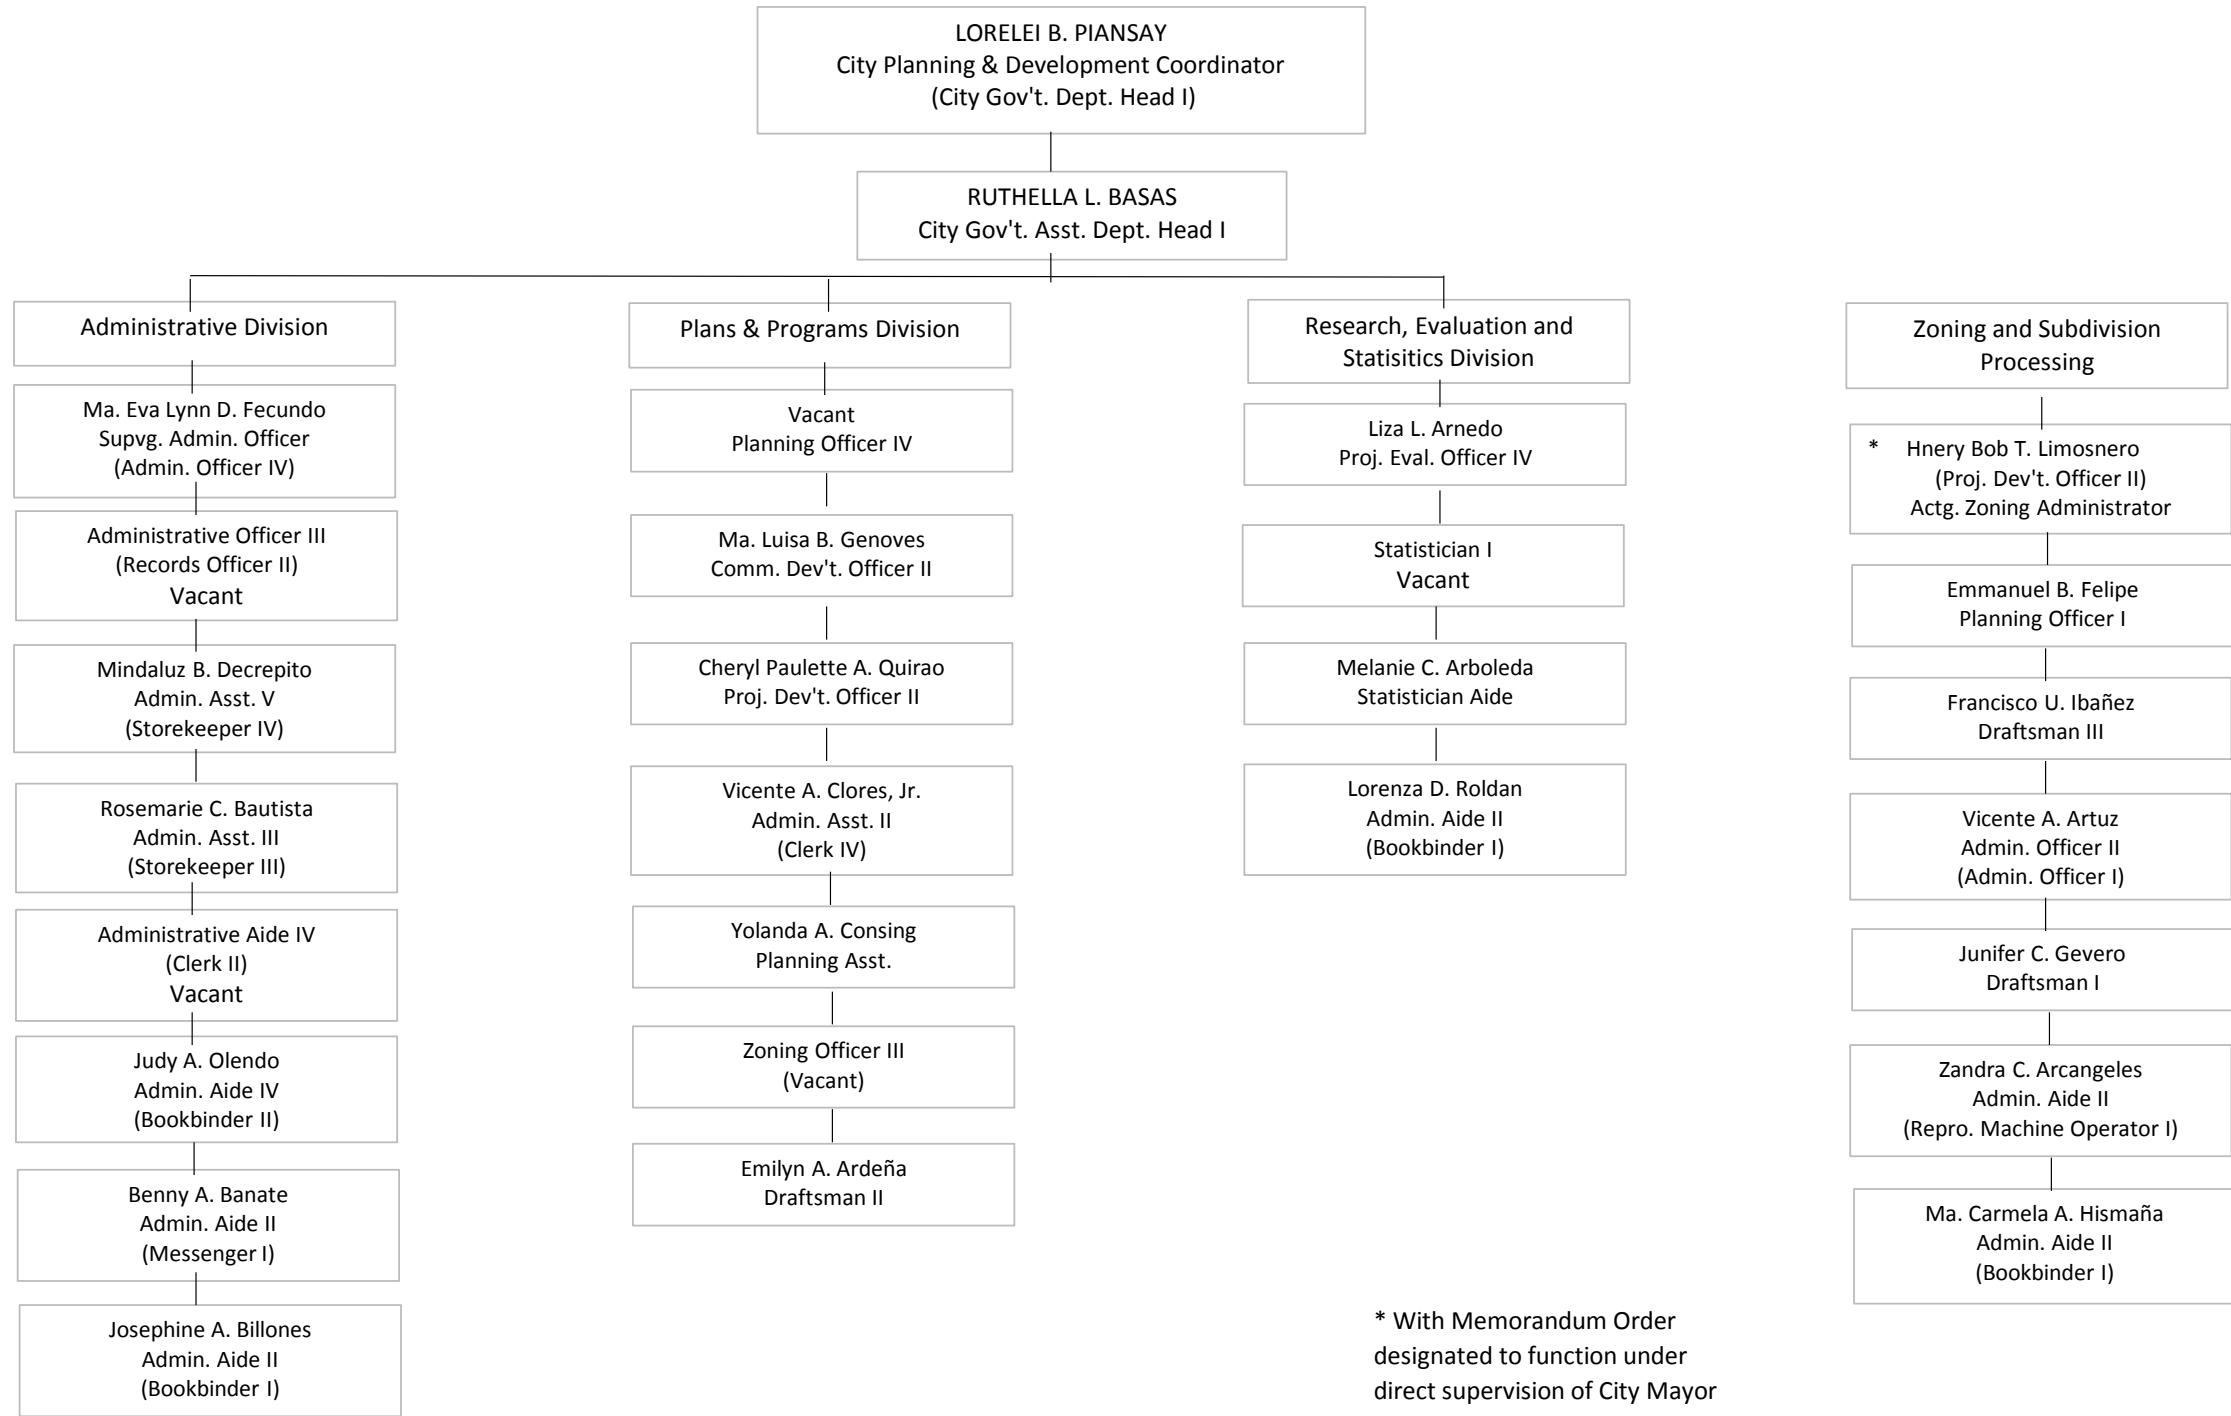 LORELEI B. PIANSAY
City Planning & Development Coordinator
(City Gov't. Dept. Head I)
RUTHELLA L. BASAS
City Gov't. Asst. Dept. Head I
Administrative Division
Ma. Eva Lynn D. Fecundo
Supvg. Admin. Officer
(Admin. Officer IV)
Administrative Officer III
(Records Officer II)
Vacant
Mindaluz B. Decrepito
Admin. Asst. V
(Storekeeper IV)
Rosemarie C. Bautista
Admin. Asst. III
(Storekeeper III)
Administrative Aide IV
(Clerk II)
Vacant
Judy A. Olendo
Admin. Aide IV
(Bookbinder II)
Benny A. Banate
Admin. Aide II
(Messenger I)
Josephine A. Billones
Admin. Aide II
(Bookbinder I)
Plans & Programs Division
Vacant
Planning Officer IV
Ma. Luisa B. Genoves
Comm. Dev't. Officer II
Cheryl Paulette A. Quirao
Proj. Dev't. Officer II
Vicente A. Clores, Jr.
Admin. Asst. II
(Clerk IV)
Yolanda A. Consing
Planning Asst.
Zoning Officer III
(Vacant)
Emilyn A. Ardeña
Draftsman II
Research, Evaluation and
Statisitics Division
Liza L. Arnedo
Proj. Eval. Officer IV
Statistician I
Vacant
Melanie C. Arboleda
Statistician Aide
Lorenza D. Roldan
Admin. Aide II
(Bookbinder I)
Zoning and Subdivision
Processing
* Hnery Bob T. Limosnero
(Proj. Dev't. Officer II)
Actg. Zoning Administrator
Emmanuel B. Felipe
Planning Officer I
Francisco U. Ibañez
Draftsman III
Vicente A. Artuz
Admin. Officer II
(Admin. Officer I)
Junifer C. Gevero
Draftsman I
Zandra C. Arcangeles
Admin. Aide II
(Repro. Machine Operator I)
Ma. Carmela A. Hismaña
Admin. Aide II
(Bookbinder I)
* With Memorandum Order
designated to function under
direct supervision of City Mayor